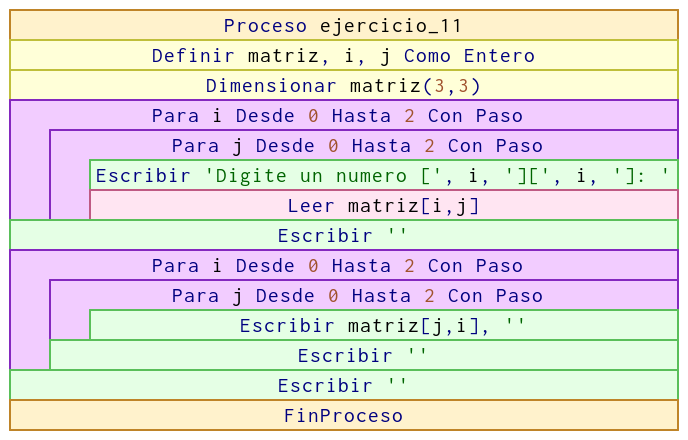 Proceso ejercicio_11
Definir matriz, i, j Como Entero
Dimensionar matriz(3,3)
Para i Desde 0 Hasta 2 Con Paso
Para j Desde 0 Hasta 2 Con Paso
Escribir 'Digite un numero [', i, '][', i, ']: '
Leer matriz[i,j]
Escribir ''
Para i Desde 0 Hasta 2 Con Paso
Para j Desde 0 Hasta 2 Con Paso
Escribir matriz[j,i], ''
Escribir ''
Escribir ''
FinProceso